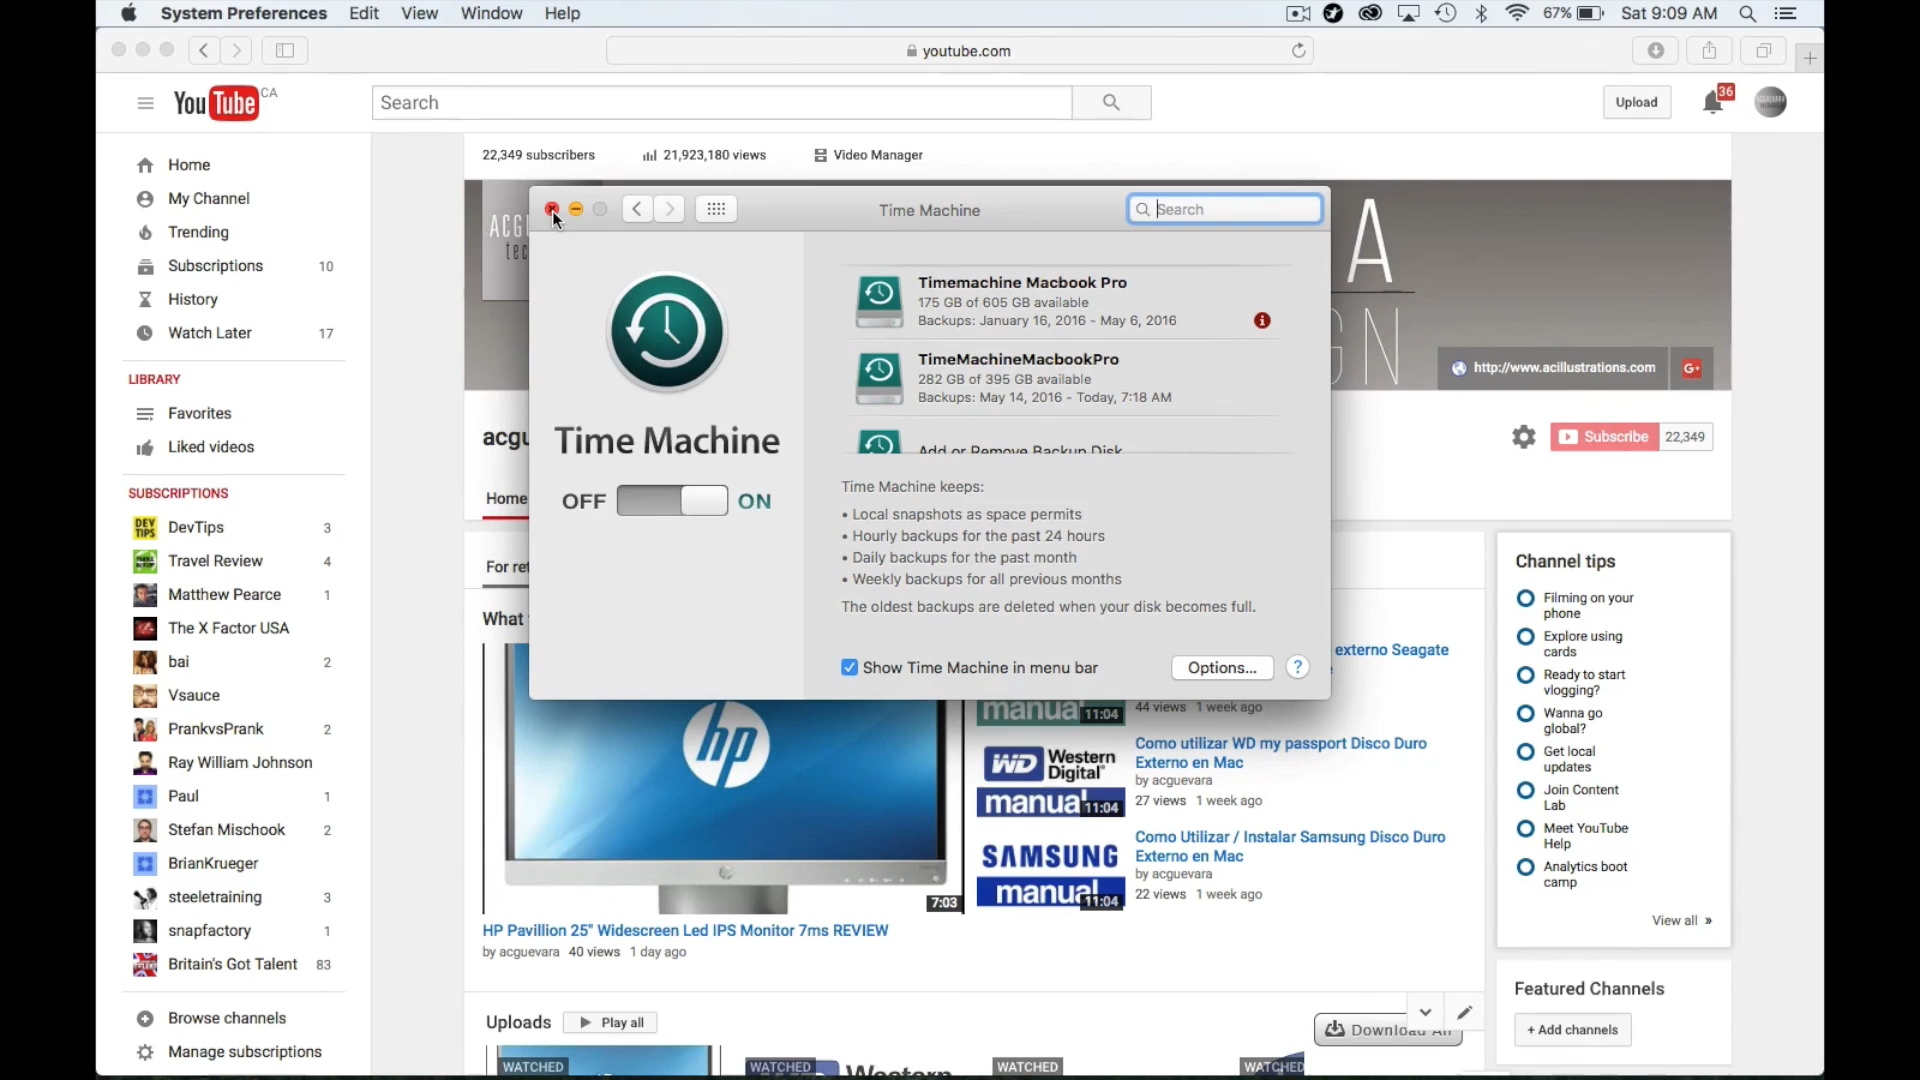 System Preferences Edit View Window Help
67% Sat 9:09 AM
youtube.com
YouTube CA
Search
Upload
36
Home
My Channel
Trending
Subscriptions 10
History
Watch Later 17
LIBRARY
Favorites
Liked videos
SUBSCRIPTIONS
DEV TIPS DevTips 3
Travel Review 4
Matthew Pearce 1
The X Factor USA
bai 2
Vsauce
PrankvsPrank 2
Ray William Johnson
Paul 1
Stefan Mischook 2
BrianKrueger
steeletraining 3
snapfactory 1
Britain's Got Talent 83
Browse channels
Manage subscriptions
22,349 subscribers 21,923,180 views Video Manager
http://www.acillustrations.com
G+
Subscribe 22,349
Home
Time Machine
Search
Time Machine
OFF ON
Timemachine Macbook Pro
175 GB of 605 GB available
Backups: January 16, 2016 - May 6, 2016
TimeMachineMacbookPro
282 GB of 395 GB available
Backups: May 14, 2016 - Today, 7:18 AM
Add or Remove Backup Disk
Time Machine keeps:
• Local snapshots as space permits
• Hourly backups for the past 24 hours
• Daily backups for the past month
• Weekly backups for all previous months
The oldest backups are deleted when your disk becomes full.
Show Time Machine in menu bar
Options...
?
What
hp
7:03
HP Pavillion 25" Widescreen Led IPS Monitor 7ms REVIEW
by acguevara 40 views 1 day ago
externo Seagate
manual 11:04
44 views 1 week ago
WD Western Digital
manual 11:04
Como utilizar WD my passport Disco Duro
Externo en Mac
by acguevara
27 views 1 week ago
SAMSUNG
manual 11:04
Como Utilizar / Instalar Samsung Disco Duro
Externo en Mac
by acguevara
22 views 1 week ago
Uploads Play all
Download All
WATCHED
WATCHED
Western
WATCHED
WATCHED
Channel tips
Filming on your
phone
Explore using
cards
Ready to start
vlogging?
Wanna go
global?
Get local
updates
Join Content
Lab
Meet YouTube
Help
Analytics boot
camp
View all »
Featured Channels
+ Add channels